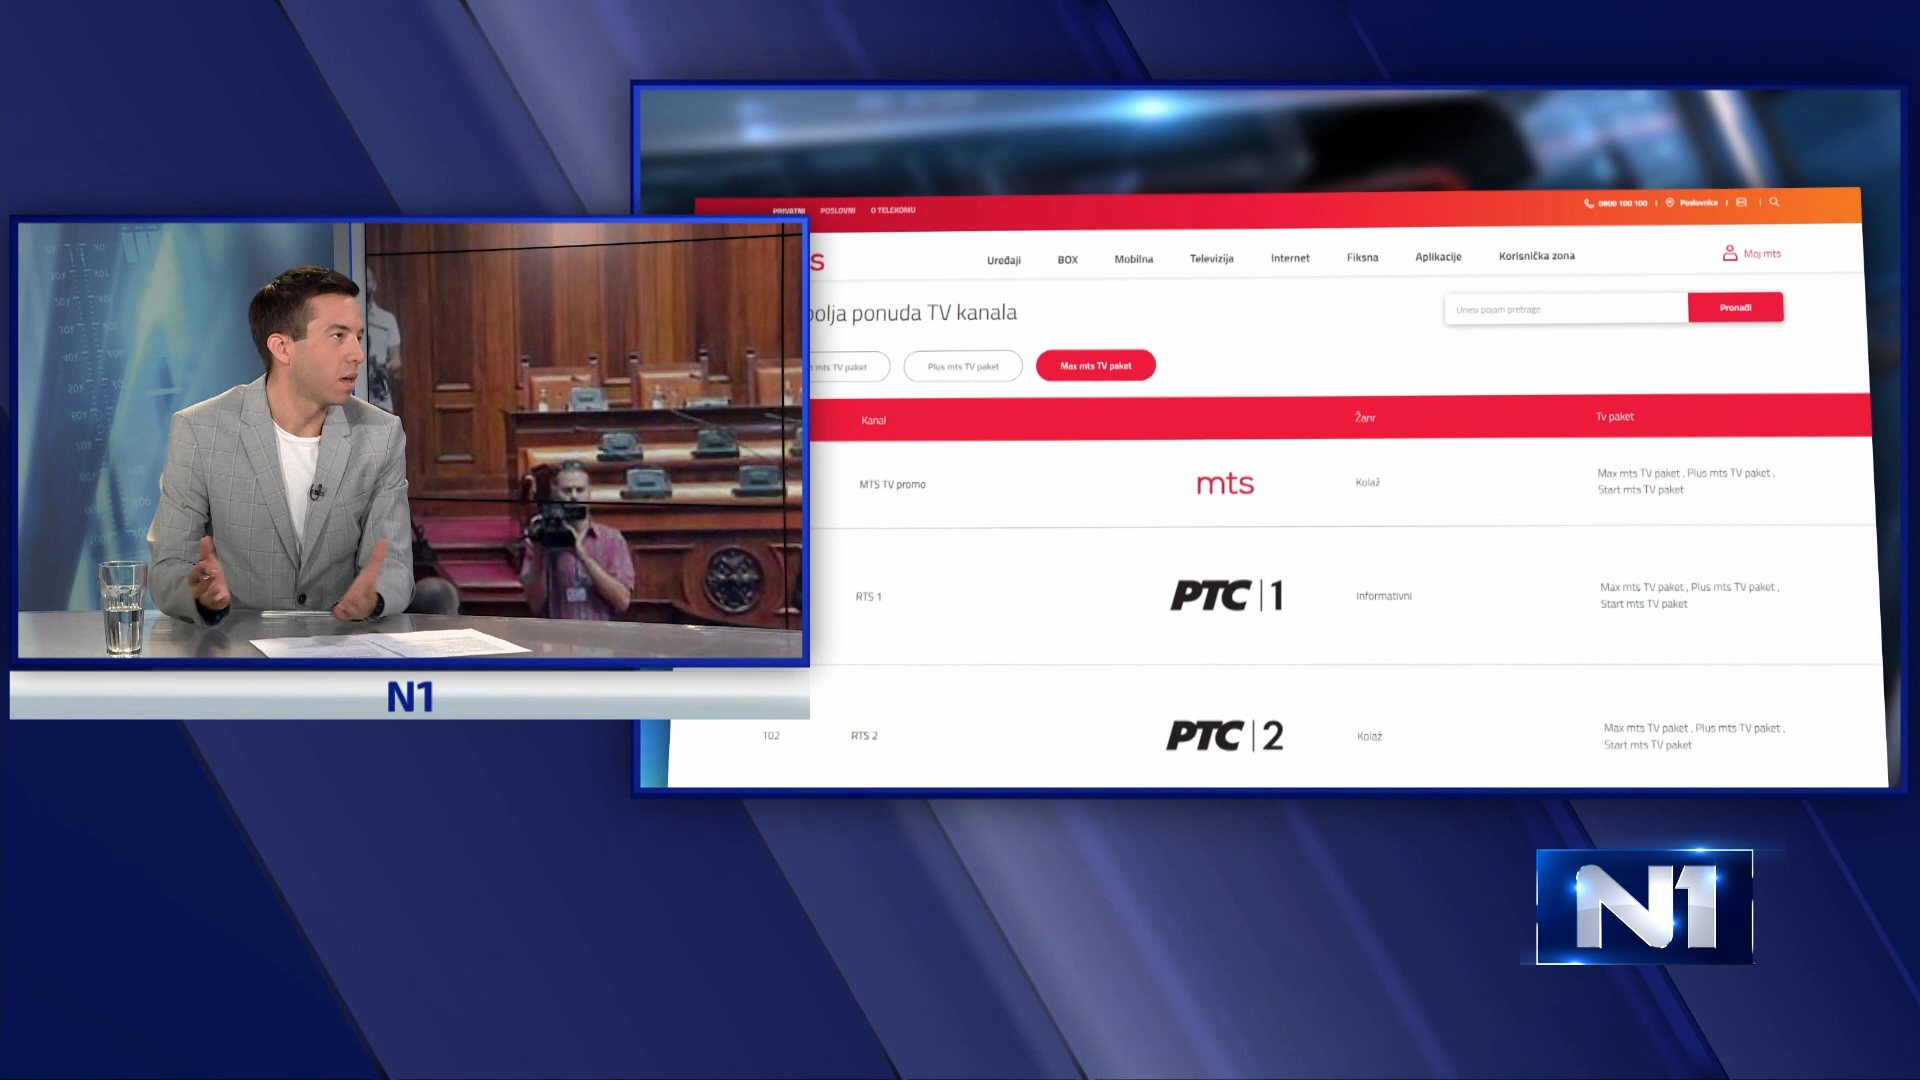 PRIVATNI POSLOVNI O TELEKOMU
0800 100 100 | Poslovnice |
Uređaji BOX Mobilna Televizija Internet Fiksna Aplikacije Korisnička zona
Moj mts
olja ponuda TV kanala
Unesi pojam pretrage
Pronađi
mts TV paket
Plus mts TV paket
Max mts TV paket
Kanal Žanr Tv paket
MTS TV promo
mts
Kolaž
Max mts TV paket , Plus mts TV paket ,
Start mts TV paket
RTS 1
РТС | 1
Informativni
Max mts TV paket , Plus mts TV paket ,
Start mts TV paket
102
RTS 2
РТС | 2
Kolaž
Max mts TV paket , Plus mts TV paket ,
Start mts TV paket
N1
N1